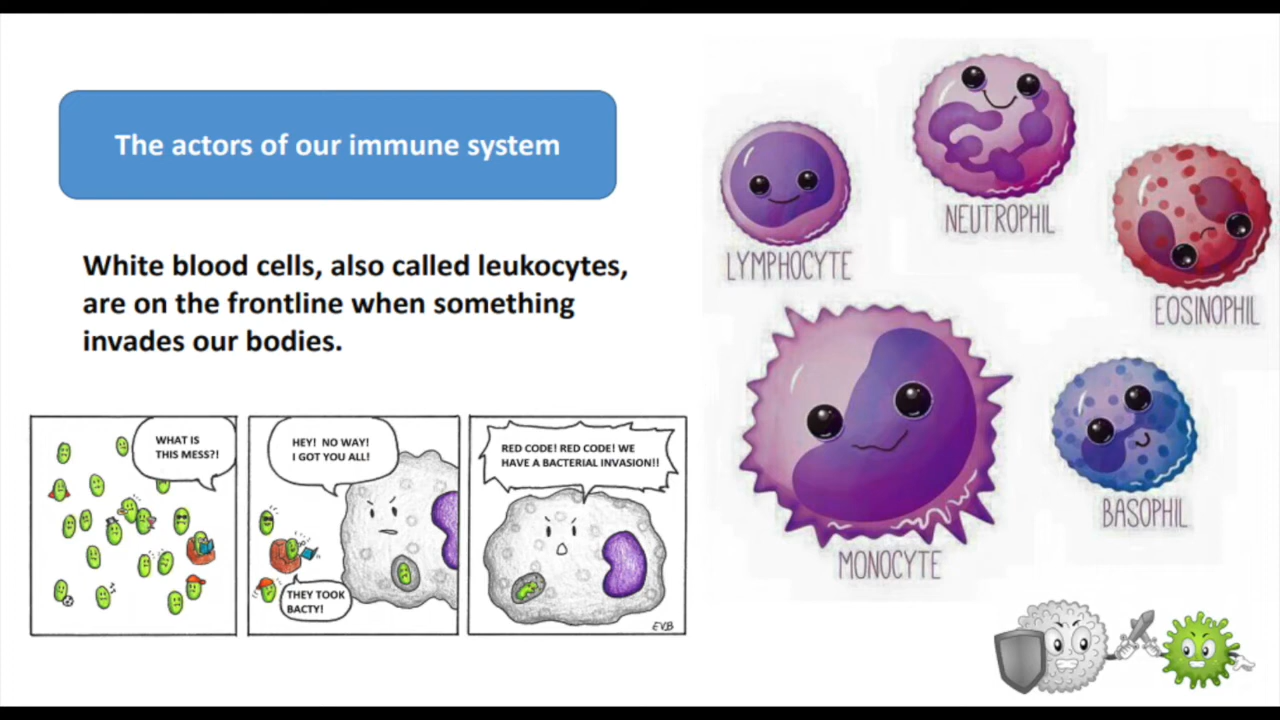 The actors of our immune system
White blood cells, also called leukocytes,
are on the frontline when something
invades our bodies.
WHAT IS
THIS MESS?!
HEY! NO WAY!
I GOT YOU ALL!
THEY TOOK
BACTY!
RED CODE! RED CODE! WE
HAVE A BACTERIAL INVASION!!
EVB
LYMPHOCYTE
NEUTROPHIL
EOSINOPHIL
MONOCYTE
BASOPHIL